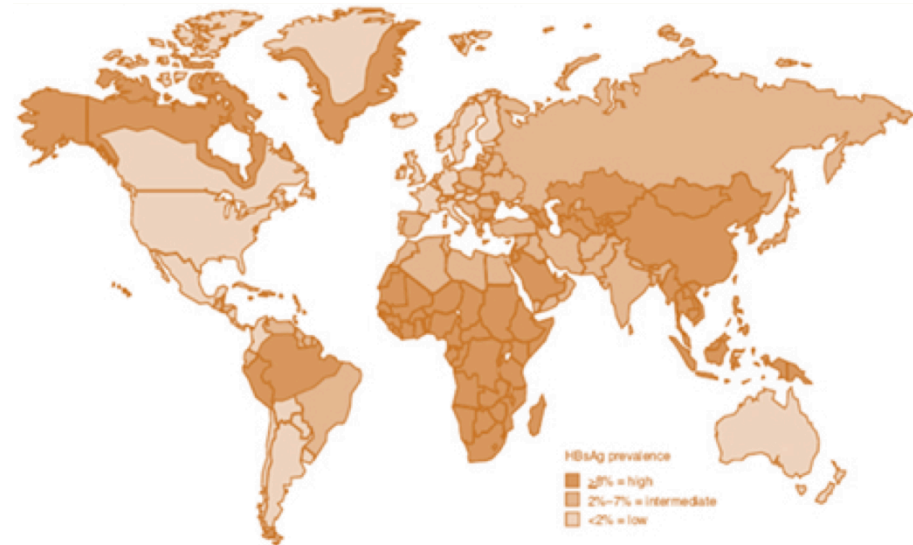 HBsAg prevalence
≥8% = high
2%–7% = intermediate
<2% = low